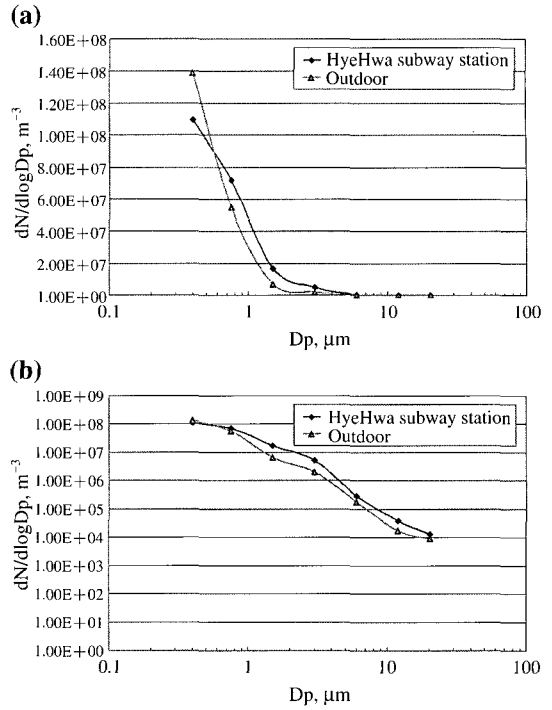 (a)
1.60E + 08
1.40E + 08
1.20E + 08
1.00E + 08
8.00E + 07
6.00E + 07
4.00E + 07
2.00E + 07
1.00E + 00
dN/dlogDp, m−3
HyeHwa subway station
Outdoor
0.1 1 10 100
Dp, μm
(b)
1.00E + 09
1.00E + 08
1.00E + 07
1.00E + 06
1.00E + 05
1.00E + 04
1.00E + 03
1.00E + 02
1.00E + 01
1.00E + 00
dN/dlogDp, m−3
HyeHwa subway station
Outdoor
0.1 1 10 100
Dp, μm